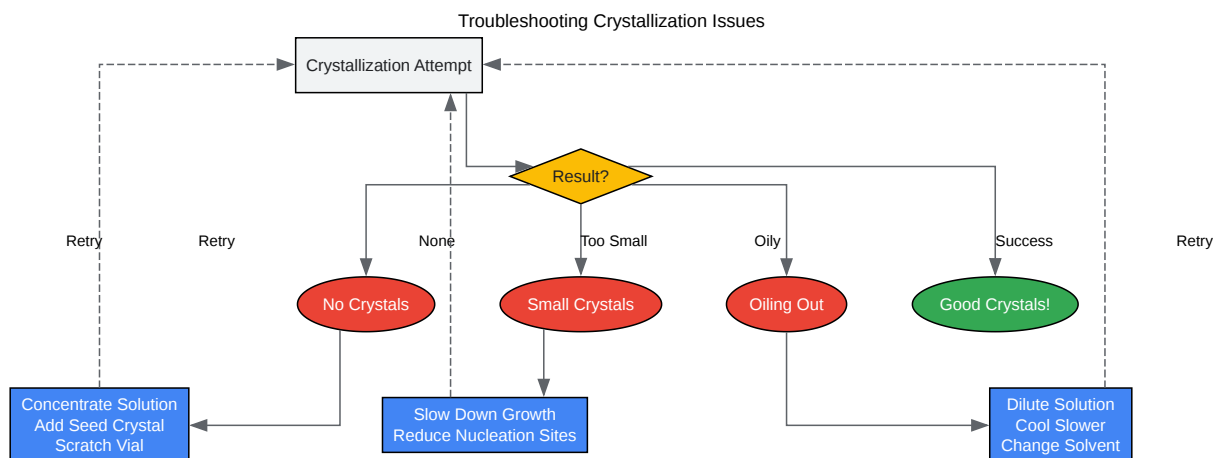 Troubleshooting Crystallization Issues
Crystallization Attempt
Result?
Retry
Retry
None
Too Small
Oily
Success
Retry
No Crystals
Small Crystals
Oiling Out
Good Crystals!
Concentrate Solution
Add Seed Crystal
Scratch Vial
Slow Down Growth
Reduce Nucleation Sites
Dilute Solution
Cool Slower
Change Solvent